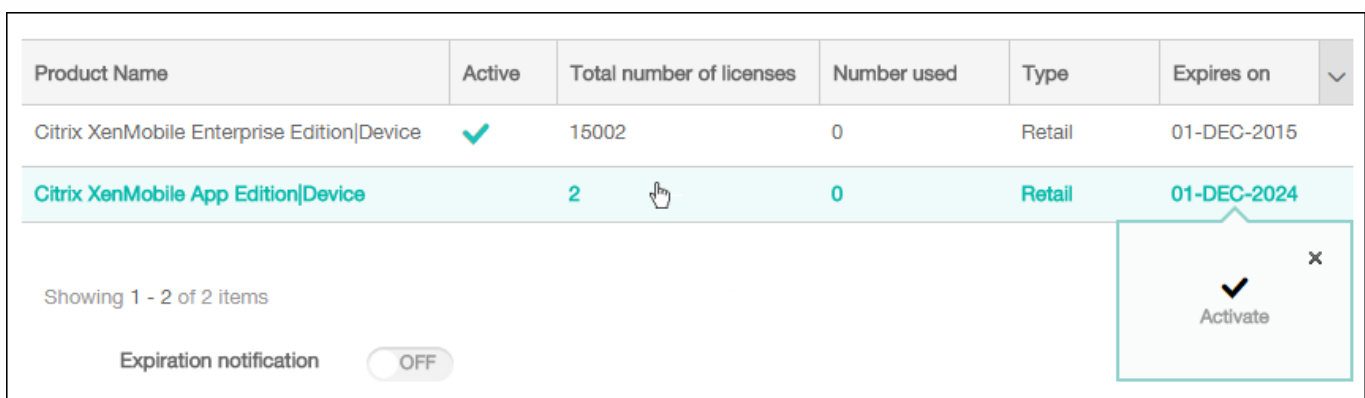 Product Name Active Total number of licenses Number used Type Expires on
Citrix XenMobile Enterprise Edition|Device 15002 0 Retail 01-DEC-2015
Citrix XenMobile App Edition|Device 2 0 Retail 01-DEC-2024
Showing 1 - 2 of 2 items
Activate
Expiration notification OFF